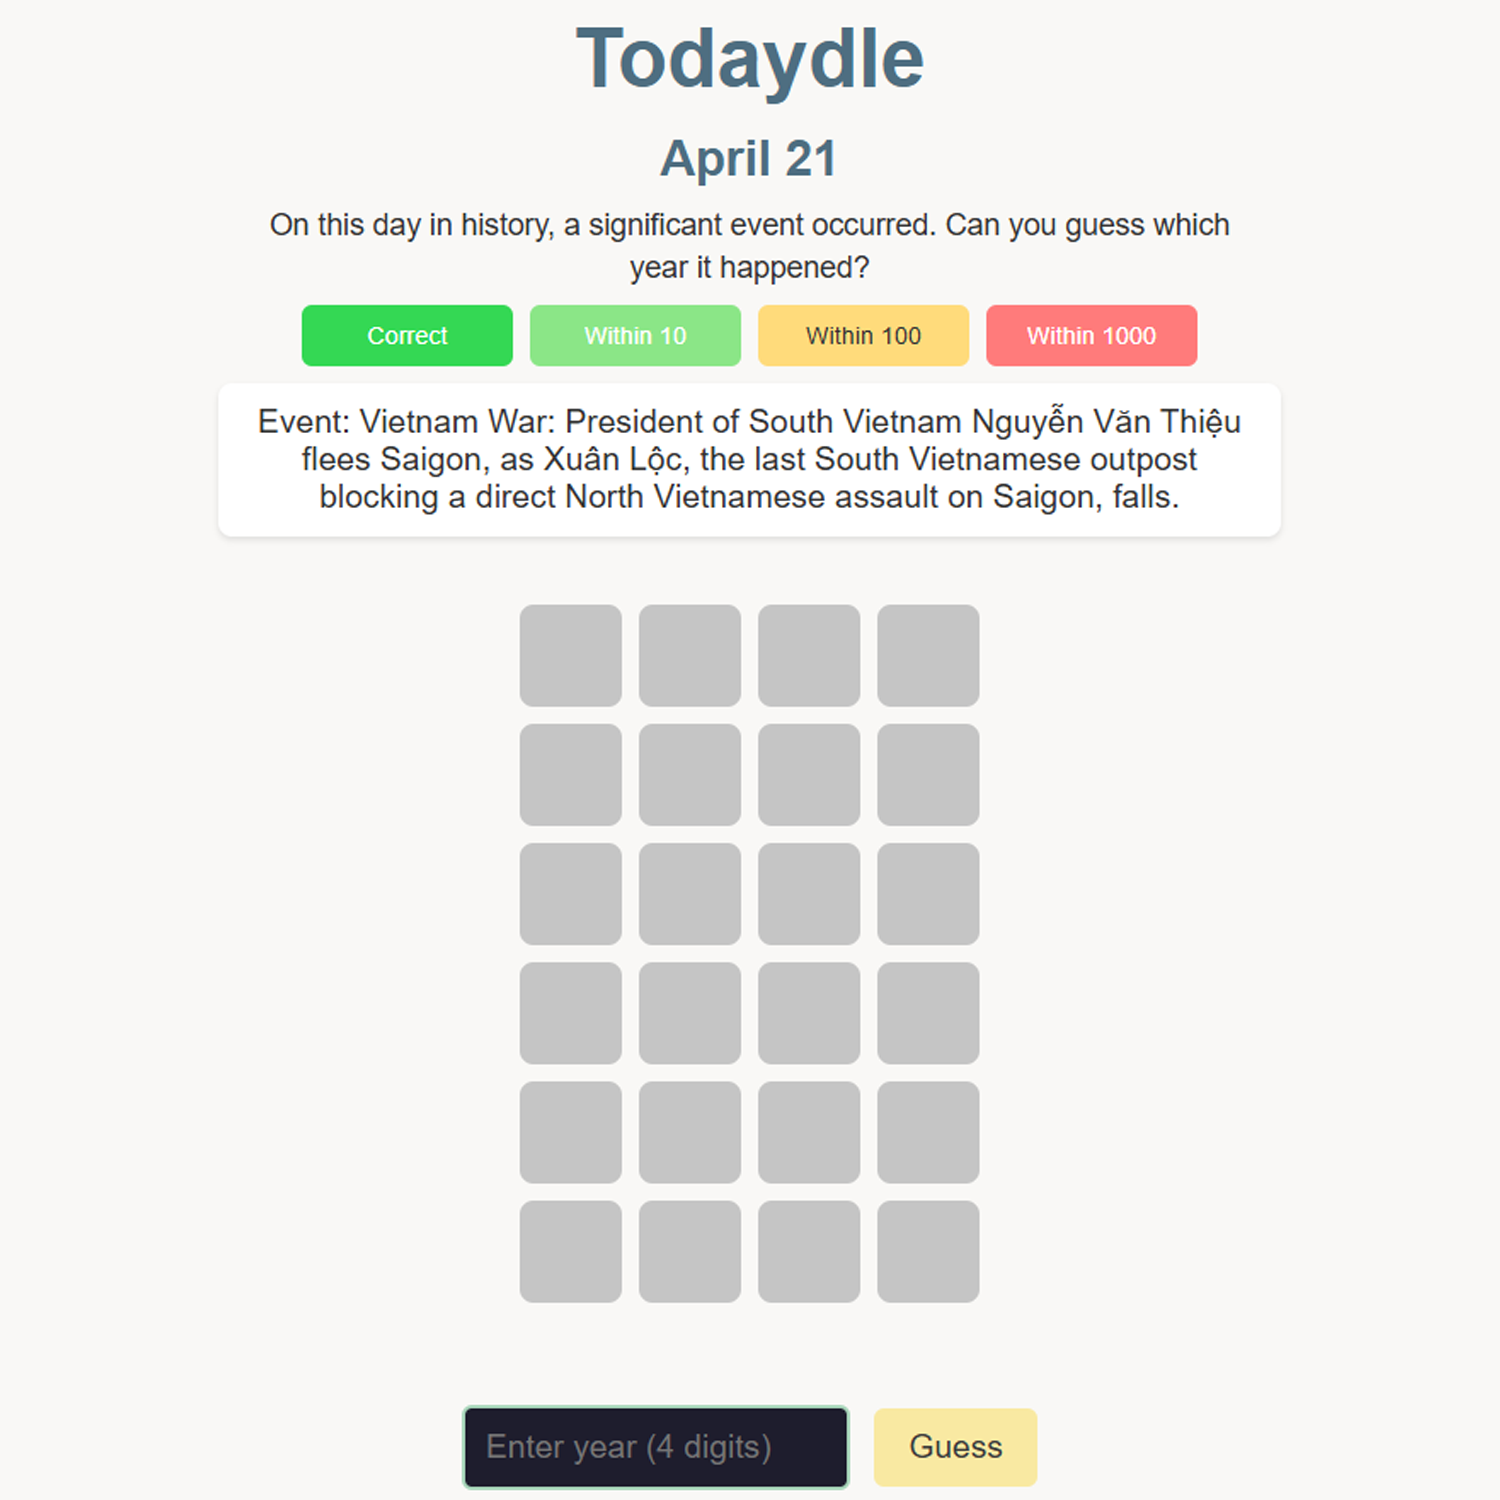 Todaydle
April 21
On this day in history, a significant event occurred. Can you guess which
year it happened?
Correct
Within 10
Within 100
Within 1000
Event: Vietnam War: President of South Vietnam Nguyễn Văn Thiệu
flees Saigon, as Xuân Lộc, the last South Vietnamese outpost
blocking a direct North Vietnamese assault on Saigon, falls.
Enter year (4 digits)
Guess